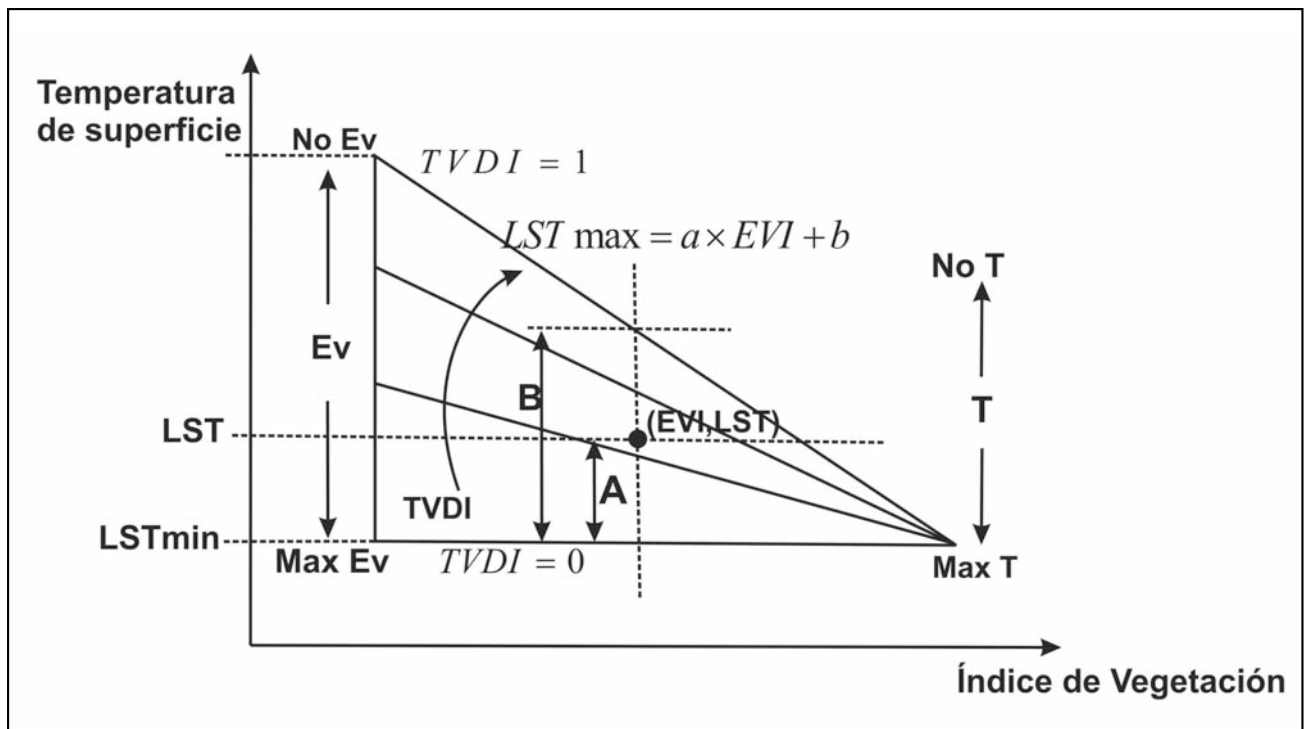 Temperatura
de superficie
No Ev
TVDI = 1
LST max = a×EVI+b
No T
Ev
B
T
LST
(EVI,LST)
A
TVDI
LSTmin
Max Ev
TVDI = 0
Max T
Índice de Vegetación